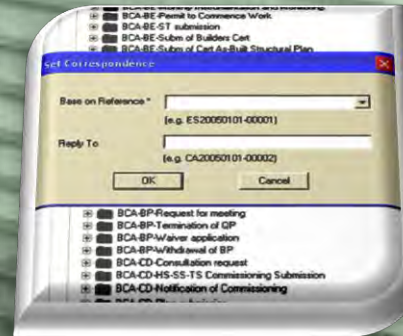 BCA-BE-Permit to Commence Work
BCA-BE-ST submission
BCA-BE-Subm of Builders Cert
BCA-BE-Subm of Cert As-Built Structural Plan
Set Correspondence
Base on Reference *
(e.g. ES20050101-00001)
Reply To
(e.g. CA20050101-00002)
OK Cancel
BCA-BP-Request for meeting
BCA-BP-Termination of QP
BCA-BP-Waiver application
BCA-BP-Withdrawal of BP
BCA-CD-Consultation request
BCA-CD-HS-SS-TS Commissioning Submission
BCA-CD-Notification of Commissioning